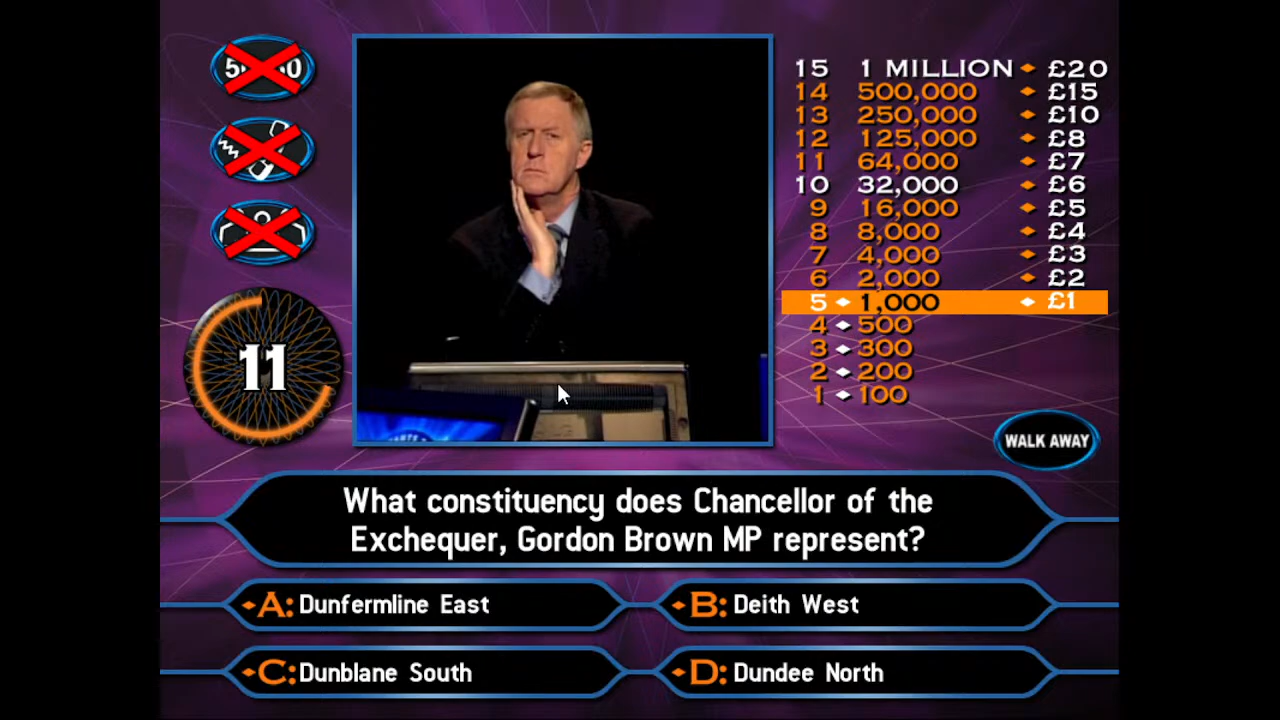 15 1 MILLION £20
14 500,000 £15
13 250,000 £10
12 125,000 £8
11 64,000 £7
10 32,000 £6
9 16,000 £5
8 8,000 £4
7 4,000 £3
6 2,000 £2
5 1,000 £1
4 500
3 300
2 200
1 100
11
WALK AWAY
What constituency does Chancellor of the
Exchequer, Gordon Brown MP represent?
A: Dunfermline East
B: Deith West
C: Dunblane South
D: Dundee North